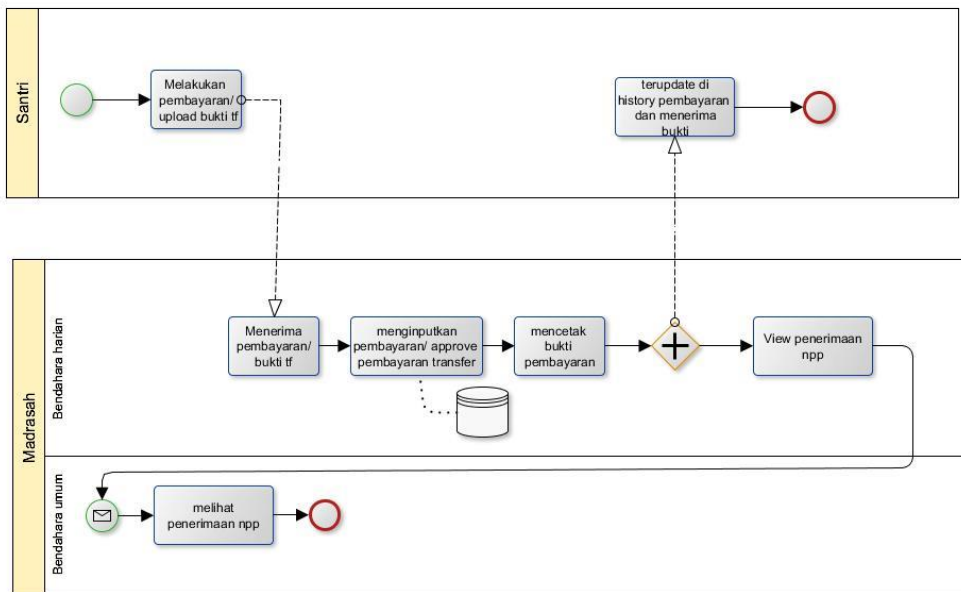 Santri
Melakukan
pembayaran/
upload bukti tf
terupdate di
history pembayaran
dan menerima
bukti
Madrasah
Bendahara harian
Menerima
pembayaran/
bukti tf
menginputkan
pembayaran/ approve
pembayaran transfer
mencetak
bukti
pembayaran
View penerimaan
npp
Bendahara umum
melihat
penerimaan npp